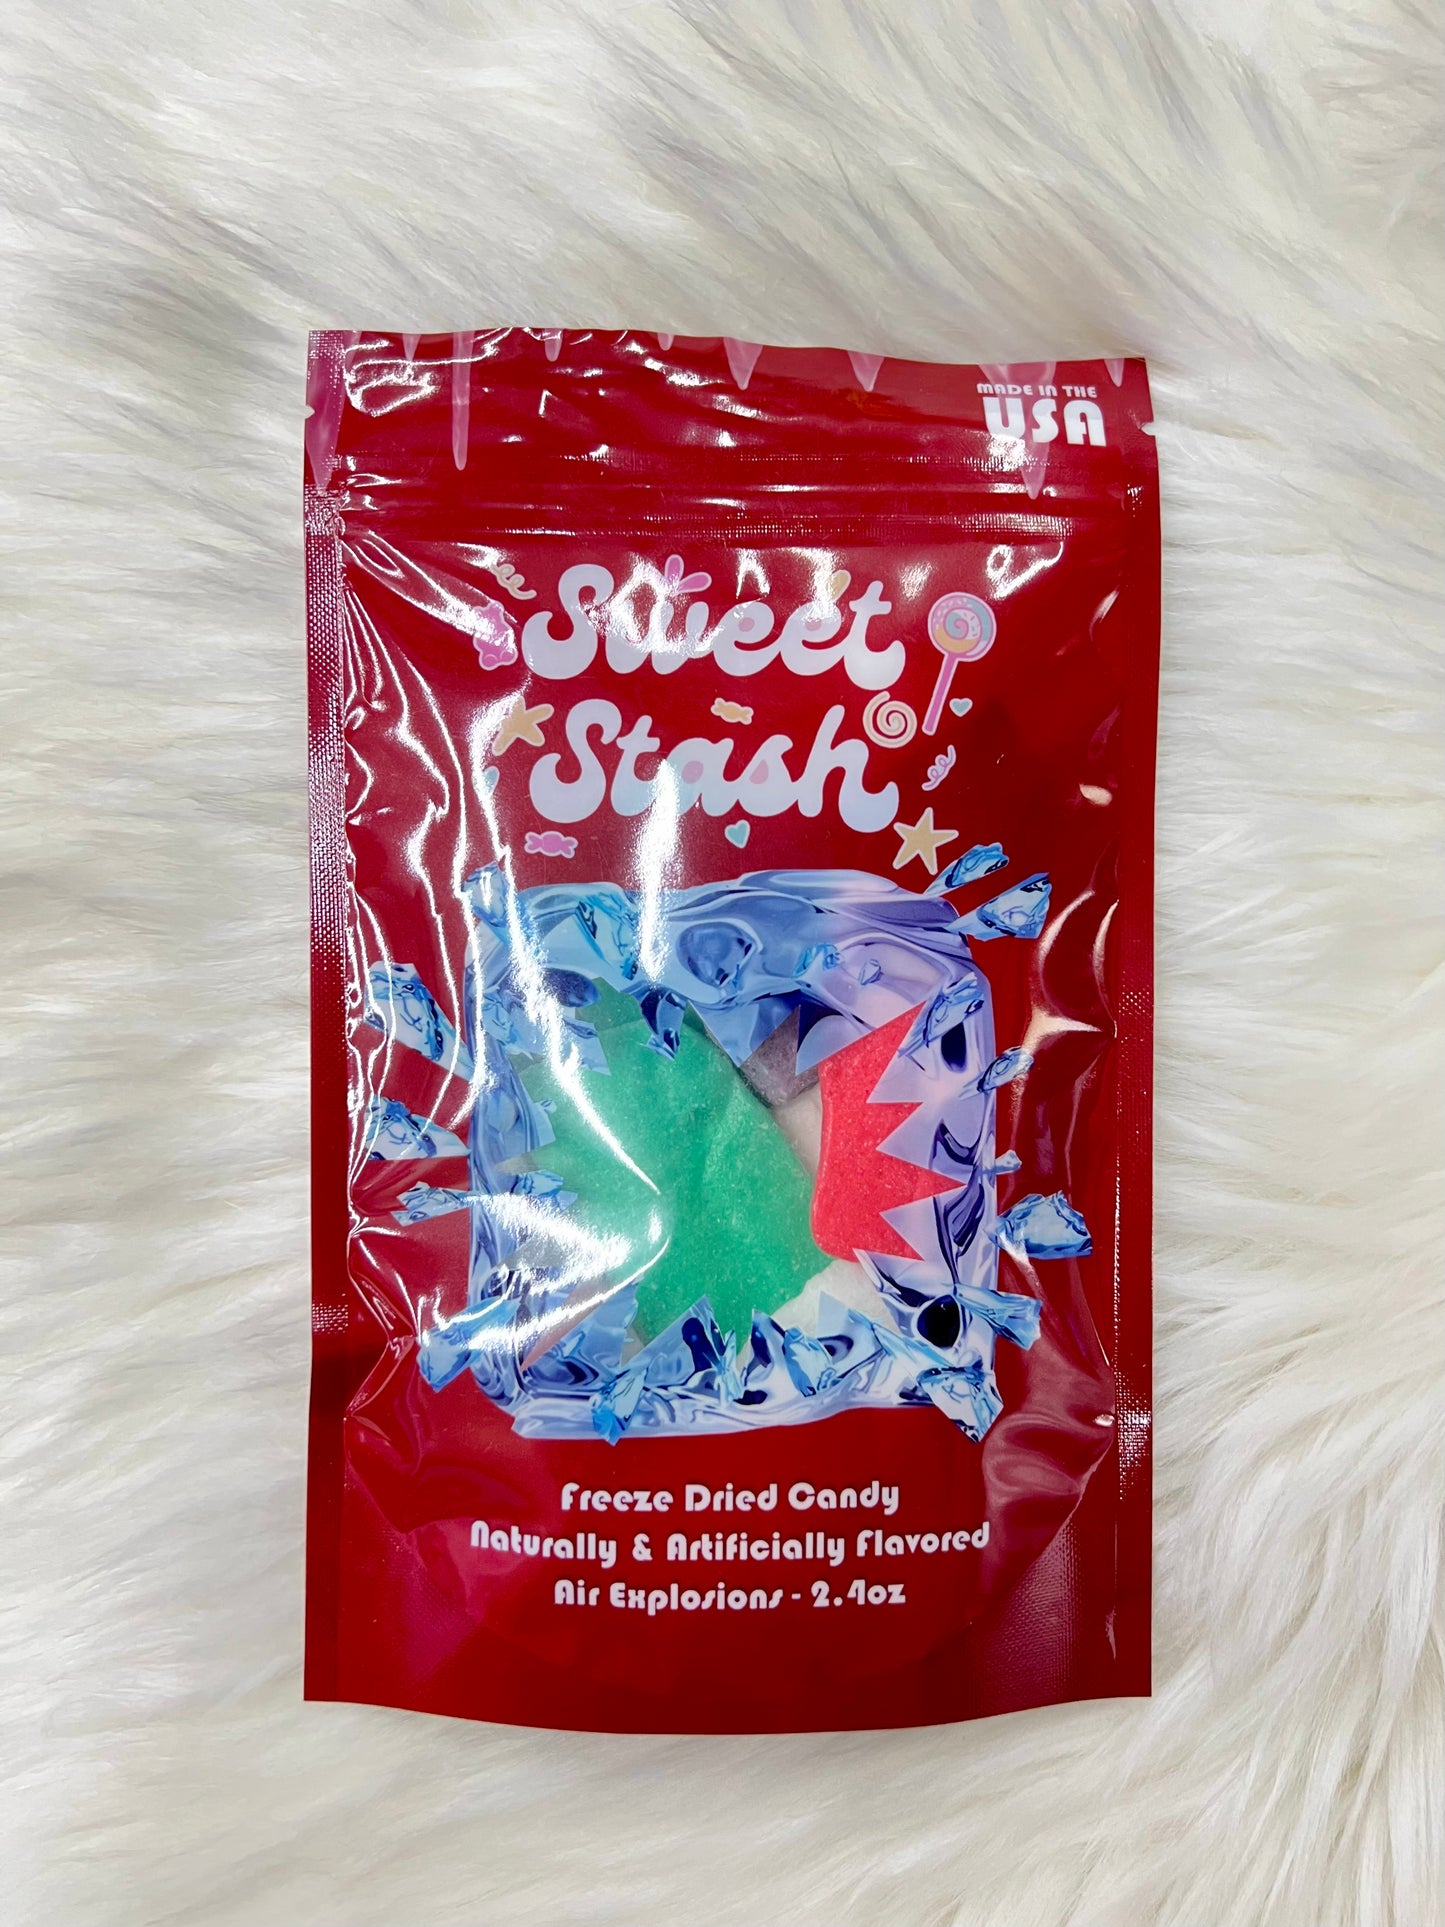 MADE IN THE
USA
Sweet
Stash
Freeze Dried Candy
Naturally & Artificially Flavored
Air Explosions - 2.4oz